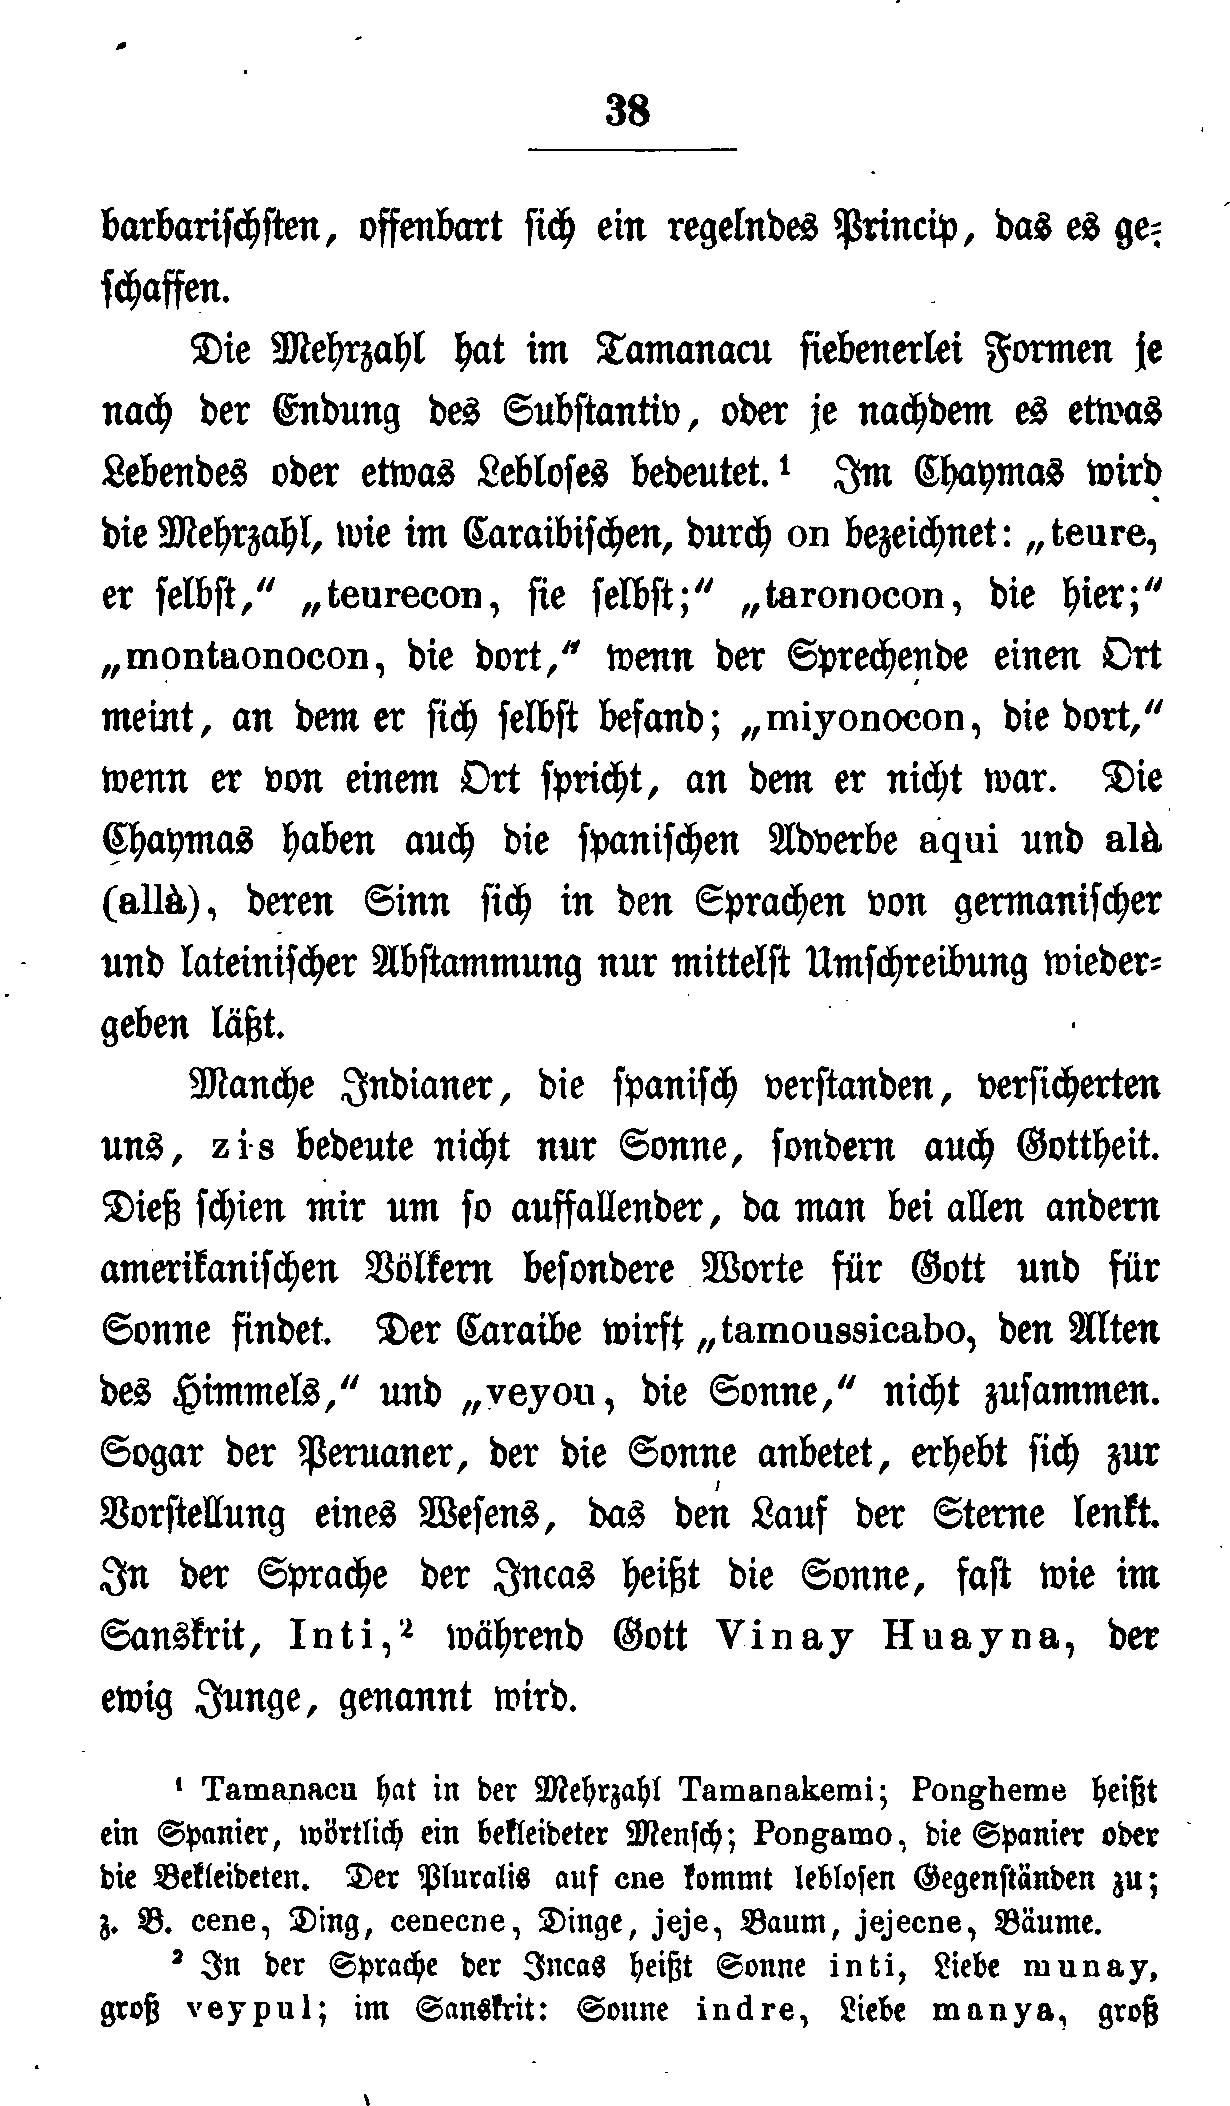 38
barbarischsten, offenbart sich ein regelndes Princip, das es ge-
schaffen.
Die Mehrzahl hat im Tamanacu siebenerlei Formen je
nach der Endung des Substantiv, oder je nachdem es etwas
Lebendes oder etwas Lebloses bedeutet.¹ Im Chaymas wird
die Mehrzahl, wie im Caraibischen, durch on bezeichnet: „teure,
er selbst,“ „teurecon, sie selbst;“ „taronocon, die hier;“
„montaonocon, die dort,“ wenn der Sprechende einen Ort
meint, an dem er sich selbst befand; „miyonocon, die dort,“
wenn er von einem Ort spricht, an dem er nicht war. Die
Chaymas haben auch die spanischen Adverbe aqui und alà
(allà), deren Sinn sich in den Sprachen von germanischer
und lateinischer Abstammung nur mittelst Umschreibung wieder-
geben läßt.
Manche Indianer, die spanisch verstanden, versicherten
uns, zis bedeute nicht nur Sonne, sondern auch Gottheit.
Dieß schien mir um so auffallender, da man bei allen andern
amerikanischen Völkern besondere Worte für Gott und für
Sonne findet. Der Caraibe wirft „tamoussicabo, den Alten
des Himmels,“ und „veyou, die Sonne,“ nicht zusammen.
Sogar der Peruaner, der die Sonne anbetet, erhebt sich zur
Vorstellung eines Wesens, das den Lauf der Sterne lenkt.
In der Sprache der Incas heißt die Sonne, fast wie im
Sanskrit, Inti,² während Gott Vinay Huayna, der
ewig Junge, genannt wird.
¹ Tamanacu hat in der Mehrzahl Tamanakemi; Pongheme heißt
ein Spanier, wörtlich ein bekleideter Mensch; Pongamo, die Spanier oder
die Bekleideten. Der Pluralis auf cne kommt leblosen Gegenständen zu;
z. B. cene, Ding, cenecne, Dinge, jeje, Baum, jejecne, Bäume.
² In der Sprache der Incas heißt Sonne inti, Liebe munay,
groß veypul; im Sanskrit: Sonne indre, Liebe manya, groß